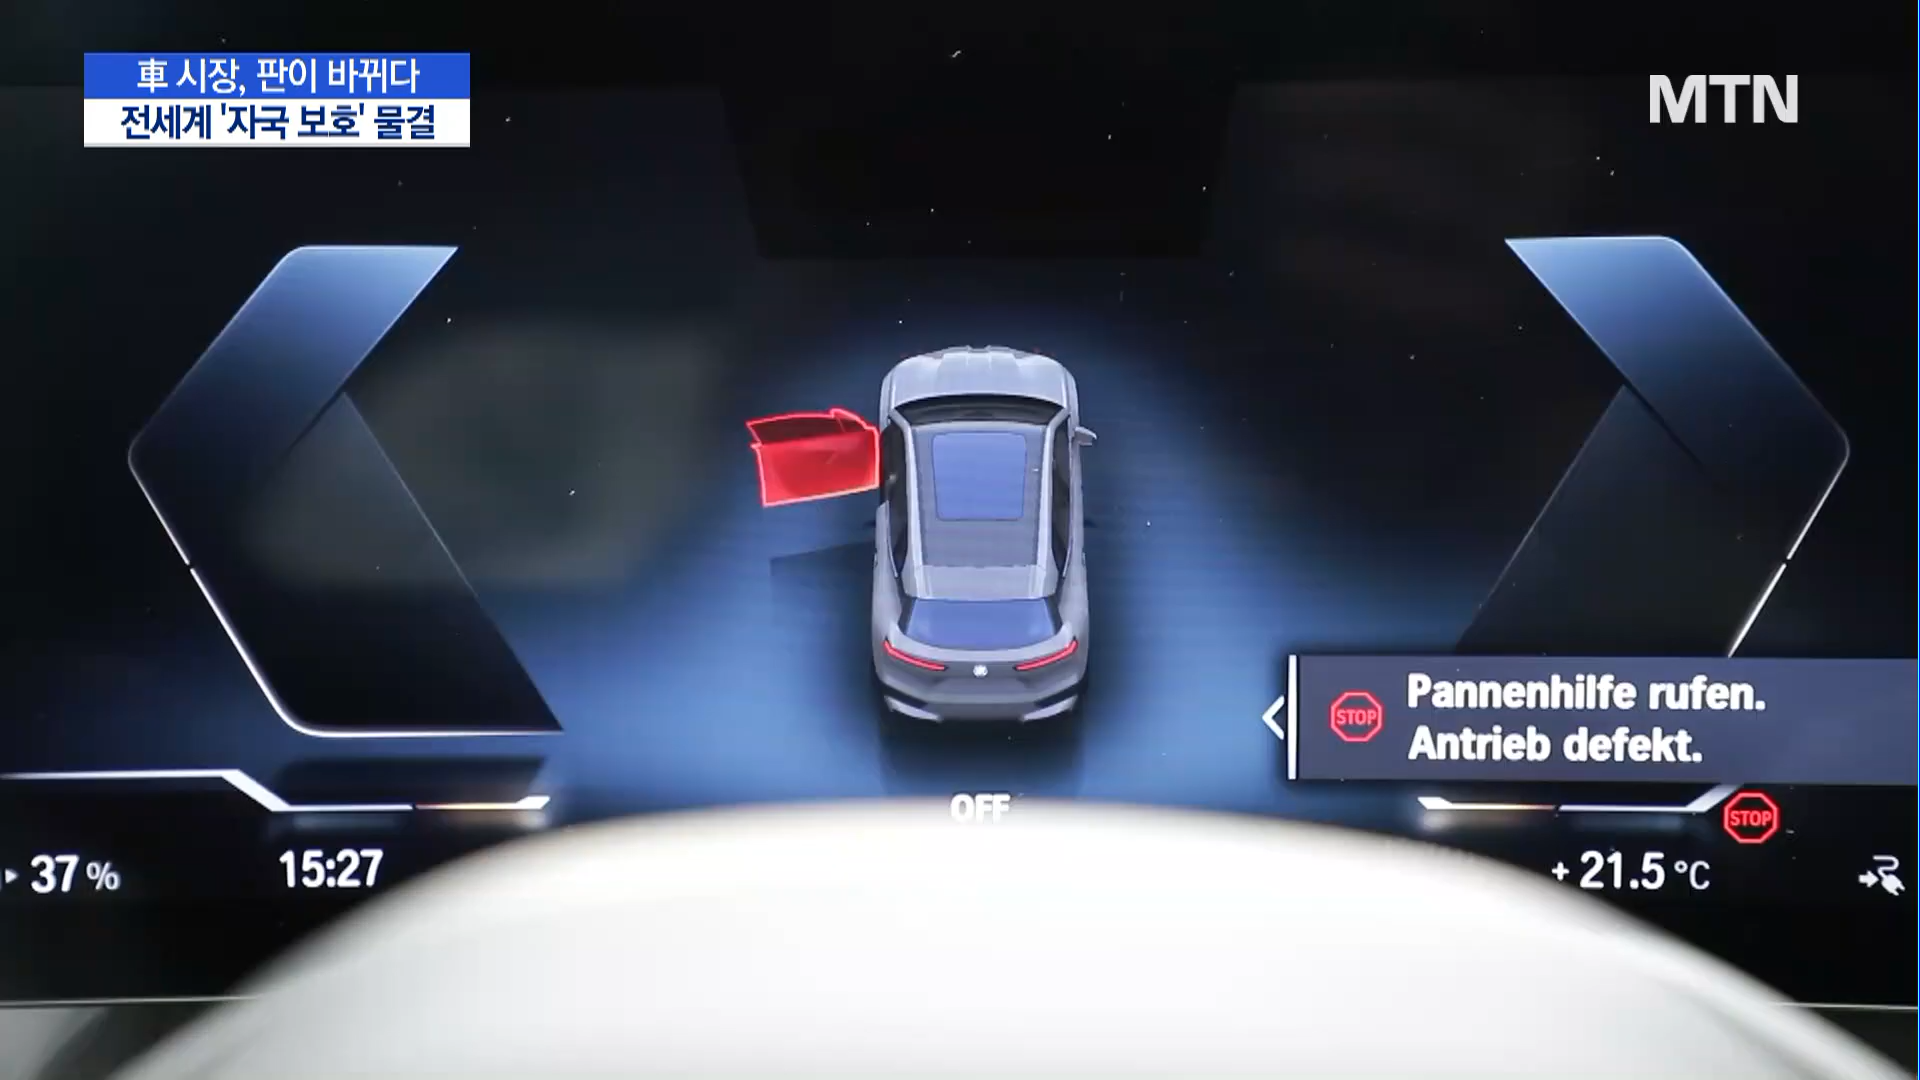 車 시장, 판이 바뀌다
전세계 '자국 보호' 물결
MTN
STOP
Pannenhilfe rufen.
Antrieb defekt.
OFF
STOP
37 %
15:27
+ 21.5 °C